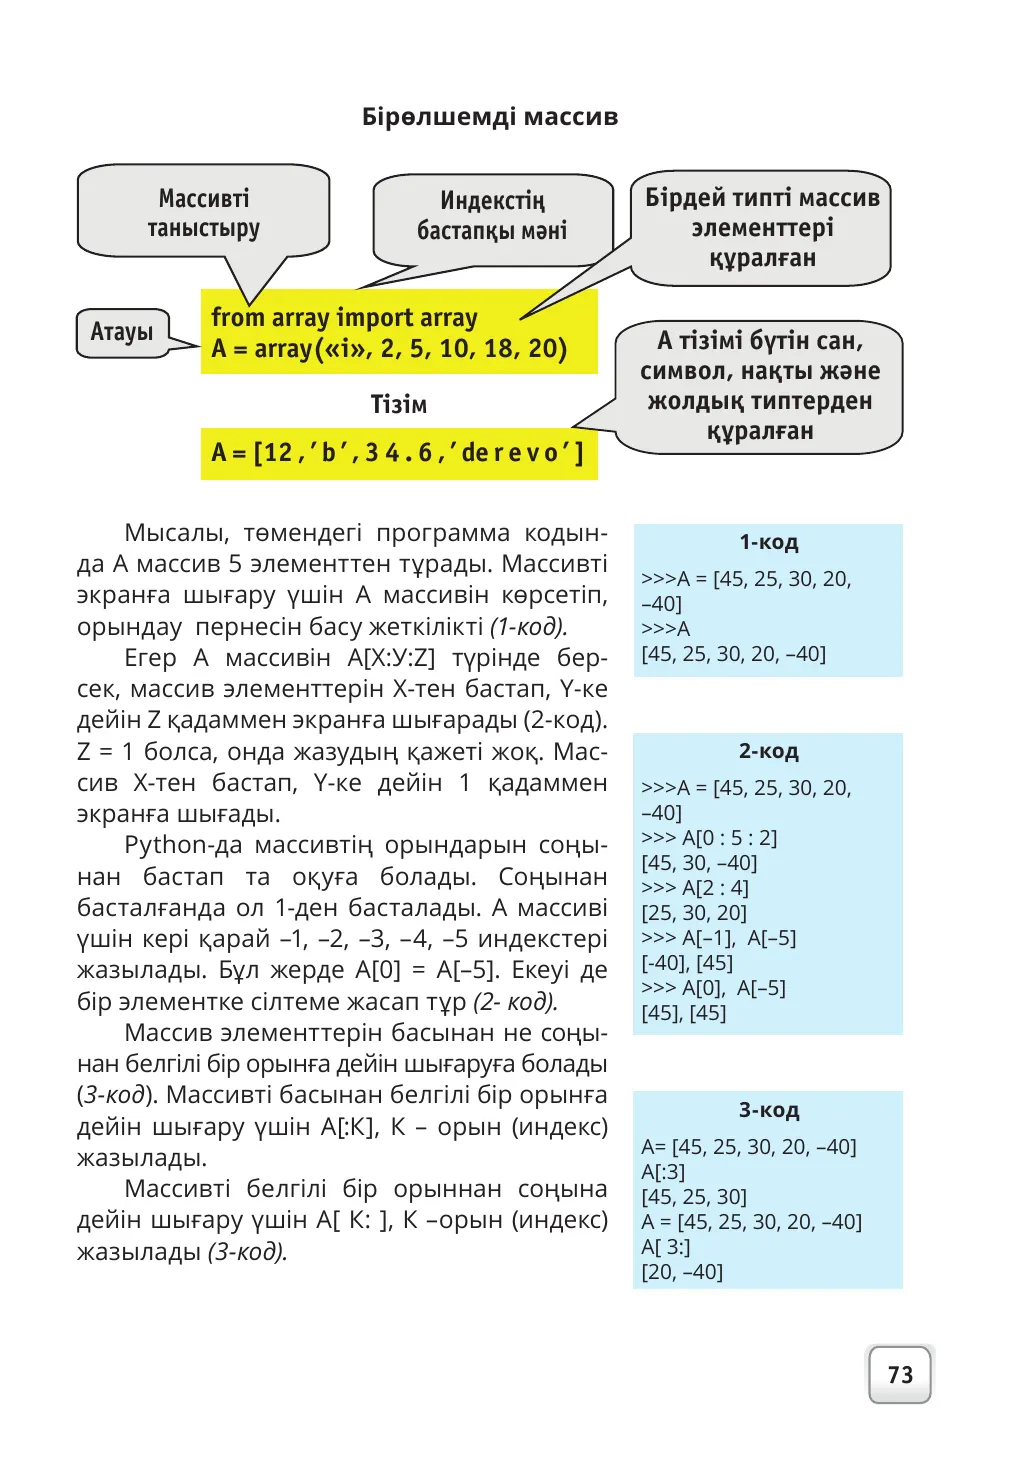 Бірөлшемді массив
Массивті
таныстыру
Индекстің
бастапқы мәні
Бірдей типті массив
элементтері
құралған
Атауы
from array import array
A = array(«i», 2, 5, 10, 18, 20)
А тізімі бүтін сан,
символ, нақты және
жолдық типтерден
құралған
Тізім
A = [12 ,’ b ’, 3 4 . 6 ,’ de r e v o ’ ]
Мысалы, төмендегі программа кодын-
да А массив 5 элементтен тұрады. Массивті
экранға шығару үшін А массивін көрсетіп,
орындау пернесін басу жеткілікті (1-код).
Егер А массивін А[Х:У:Z] түрінде бер-
сек, массив элементтерін Х-тен бастап, Y-ке
дейін Z қадаммен экранға шығарады (2-код).
Z = 1 болса, онда жазудың қажеті жоқ. Мас-
сив Х-тен бастап, Y-ке дейін 1 қадаммен
экранға шығады.
Python-да массивтің орындарын соңы-
нан бастап та оқуға болады. Соңынан
басталғанда ол 1-ден басталады. А массиві
үшін кері қарай –1, –2, –3, –4, –5 индекстері
жазылады. Бұл жерде А[0] = А[–5]. Екеуі де
бір элементке сілтеме жасап тұр (2- код).
Массив элементтерін басынан не соңы-
нан белгілі бір орынға дейін шығаруға болады
(3-код). Массивті басынан белгілі бір орынға
дейін шығару үшін А[:К], К – орын (индекс)
жазылады.
Массивті белгілі бір орыннан соңына
дейін шығару үшін А[ К: ], К –орын (индекс)
жазылады (3-код).
1-код
>>>A = [45, 25, 30, 20,
–40]
>>>A
[45, 25, 30, 20, –40]
2-код
>>>A = [45, 25, 30, 20,
–40]
>>> A[0 : 5 : 2]
[45, 30, –40]
>>> A[2 : 4]
[25, 30, 20]
>>> A[–1], A[–5]
[-40], [45]
>>> A[0], A[–5]
[45], [45]
3-код
A= [45, 25, 30, 20, –40]
A[:3]
[45, 25, 30]
A = [45, 25, 30, 20, –40]
A[ 3:]
[20, –40]
73